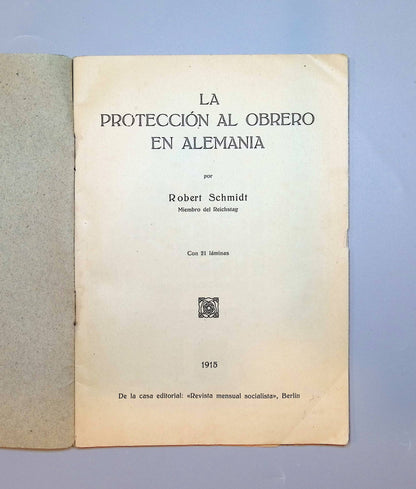 LA
PROTECCIÓN AL OBRERO
EN ALEMANIA
por
Robert Schmidt
Miembro del Reichstag
Con 21 láminas
1915
De la casa editorial: «Revista mensual socialista», Berlín